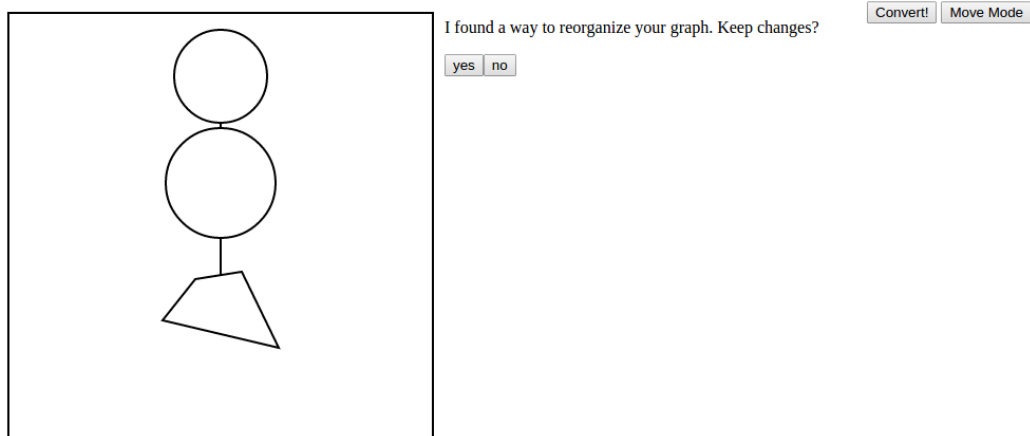 Convert! Move Mode
I found a way to reorganize your graph. Keep changes?
yes no